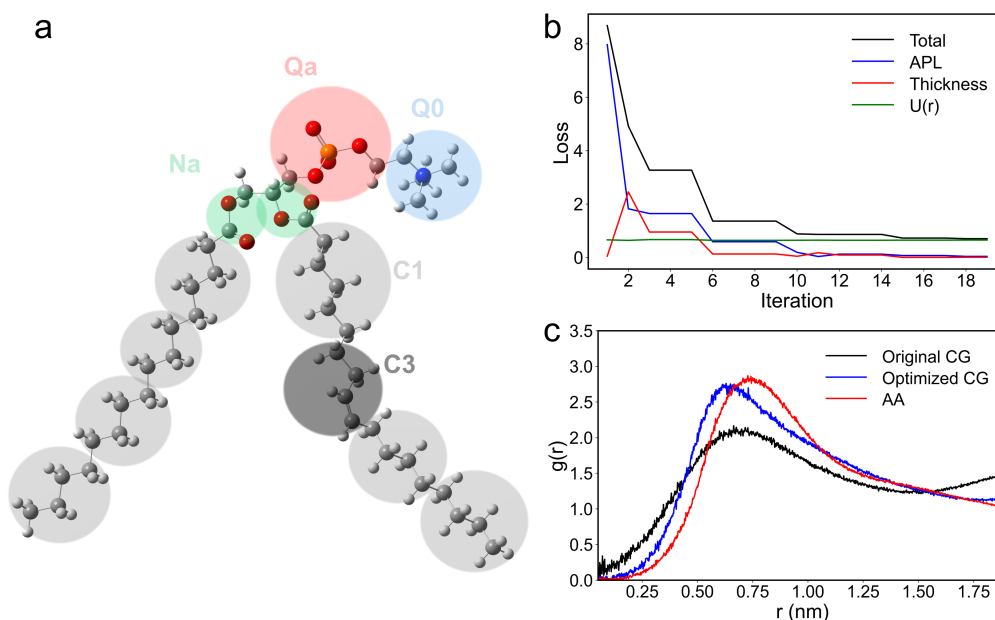 a
Qa
Q0
Na
C1
C3
b
Total
APL
Thickness
U(r)
Loss
8
6
4
2
0
2 4 6 8 10 12 14 16 18
Iteration
c
Original CG
Optimized CG
AA
g(r)
3.5
3.0
2.5
2.0
1.5
1.0
0.5
0.0
0.25 0.50 0.75 1.00 1.25 1.50 1.75
r (nm)